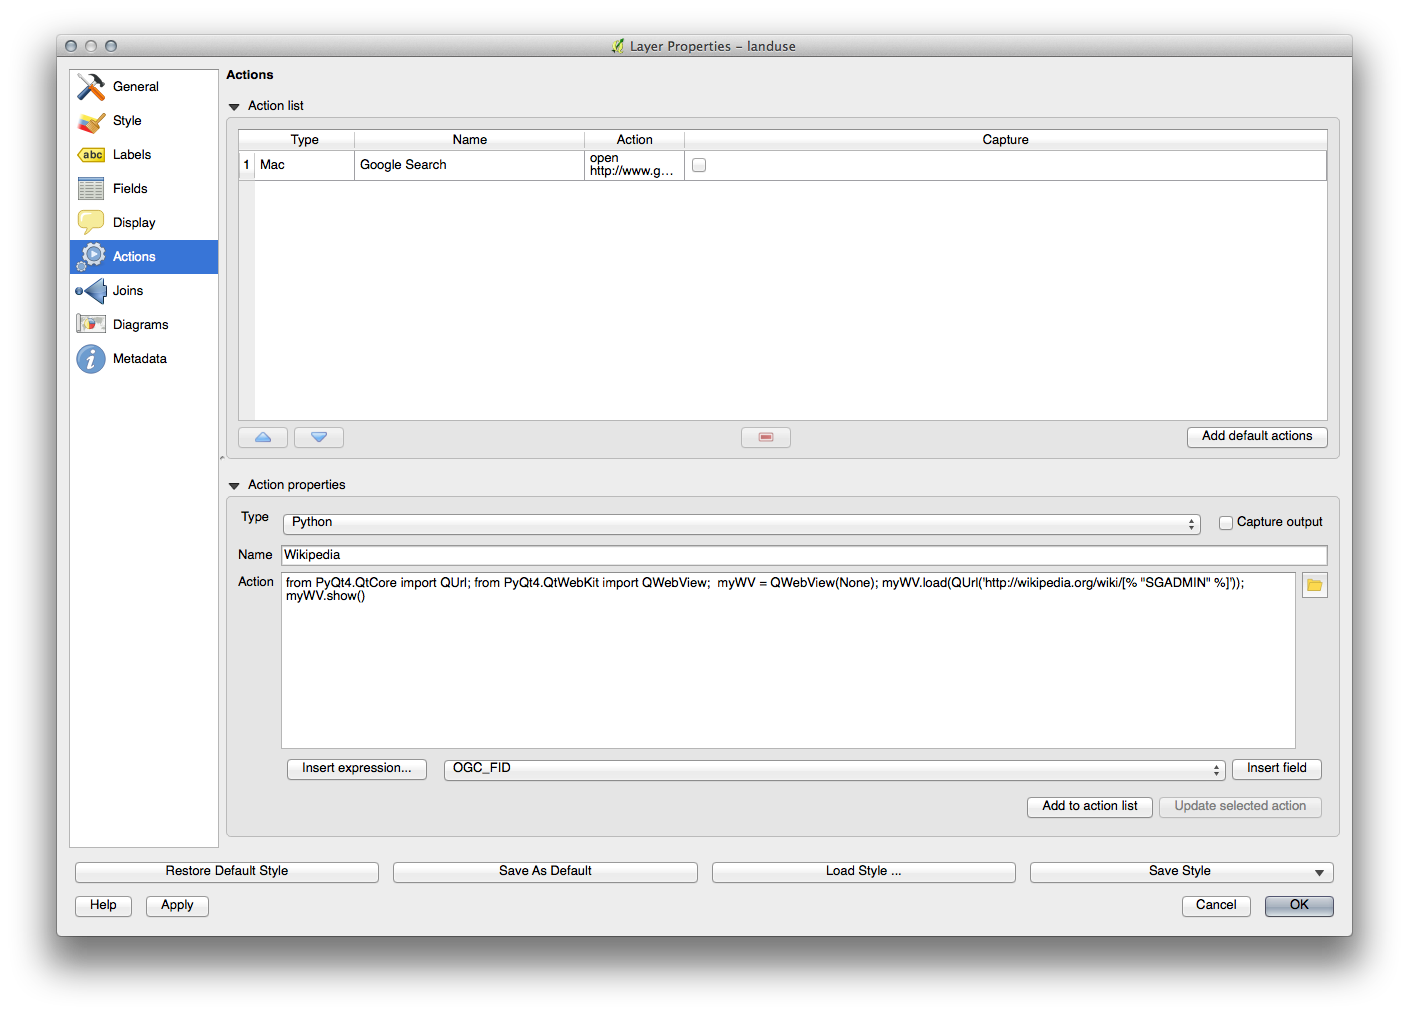 Layer Properties - landuse
General
Style
abc
Labels
Fields
Display
Actions
Joins
Diagrams
i
Metadata
Actions
Action list
Type Name Action Capture
1 Mac Google Search open
http://www.g...
Add default actions
Action properties
Type Python Capture output
Name Wikipedia
Action from PyQt4.QtCore import QUrl; from PyQt4.QtWebKit import QWebView;  myWV = QWebView(None); myWV.load(QUrl('http://wikipedia.org/wiki/[% "SGADMIN" %]'));
myWV.show()
Insert expression... OGC_FID Insert field
Add to action list Update selected action
Restore Default Style Save As Default Load Style ... Save Style
Help Apply Cancel OK